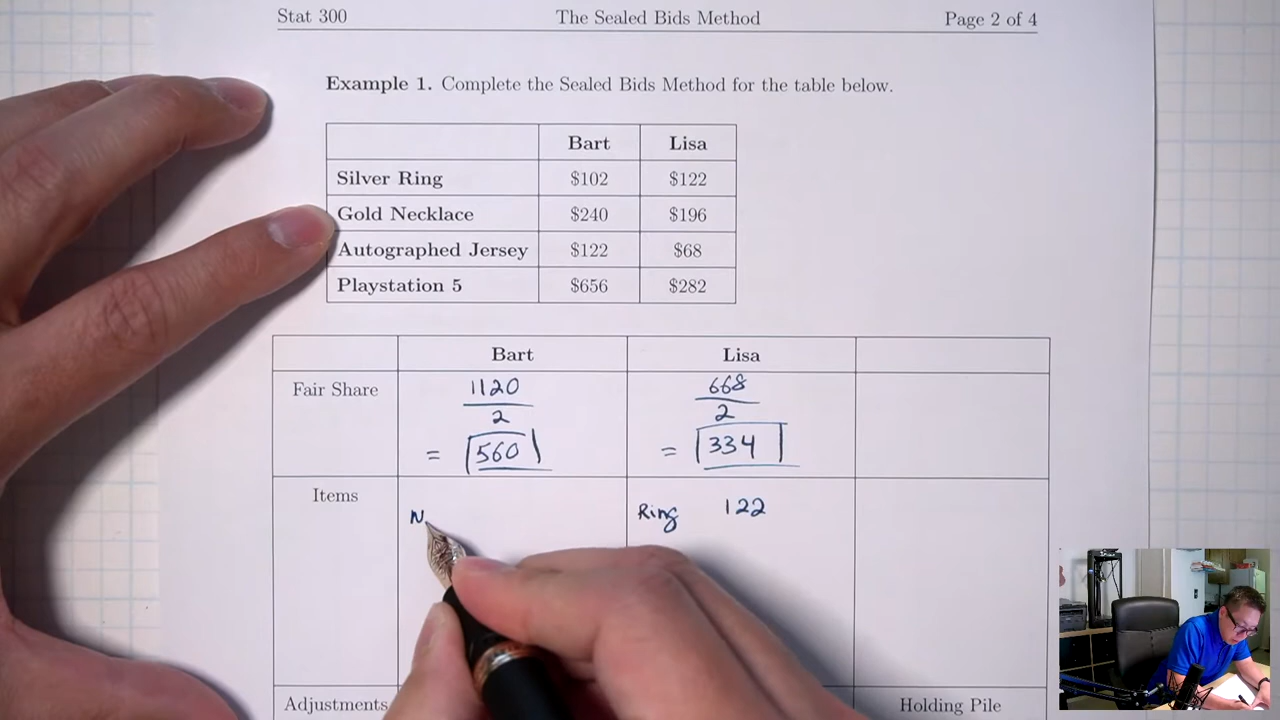 Stat 300 The Sealed Bids Method Page 2 of 4
Example 1. Complete the Sealed Bids Method for the table below.
Bart Lisa
Silver Ring $102 $122
Gold Necklace $240 $196
Autographed Jersey $122 $68
Playstation 5 $656 $282
Bart Lisa
Fair Share 1120 / 2 = 560 668 / 2 = 334
Items N Ring 122
Adjustments Holding Pile